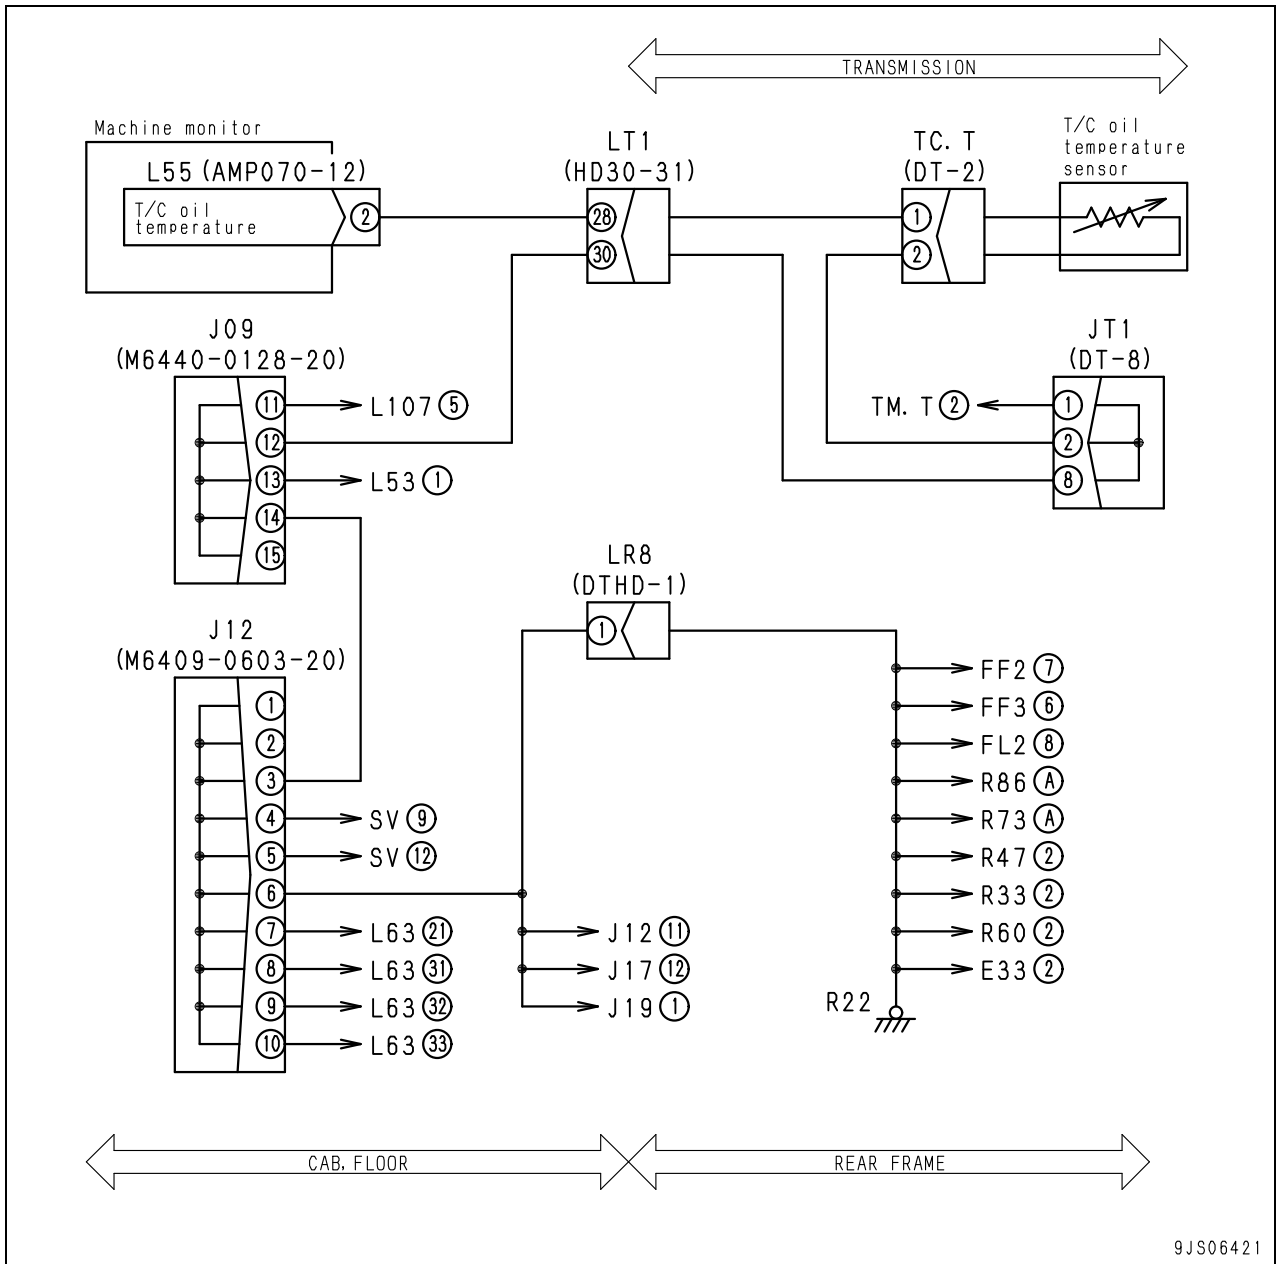 TRANSMISSION
Machine monitor
L55 (AMP070-12)
T/C oil
temperature
2
LT1
(HD30-31)
28
30
TC. T
(DT-2)
1
2
T/C oil
temperature
sensor
J09
(M6440-0128-20)
11 L107 5
12
13 L53 1
14
15
JT1
(DT-8)
TM. T 2 1
2
8
LR8
(DTHD-1)
1
J12
(M6409-0603-20)
1
2
3
4 SV 9
5 SV 12
6
7 L63 21
8 L63 31
9 L63 32
10 L63 33
J12 11
J17 12
J19 1
FF2 7
FF3 6
FL2 8
R86 A
R73 A
R47 2
R33 2
R60 2
E33 2
R22
CAB, FLOOR
REAR FRAME
9JS06421